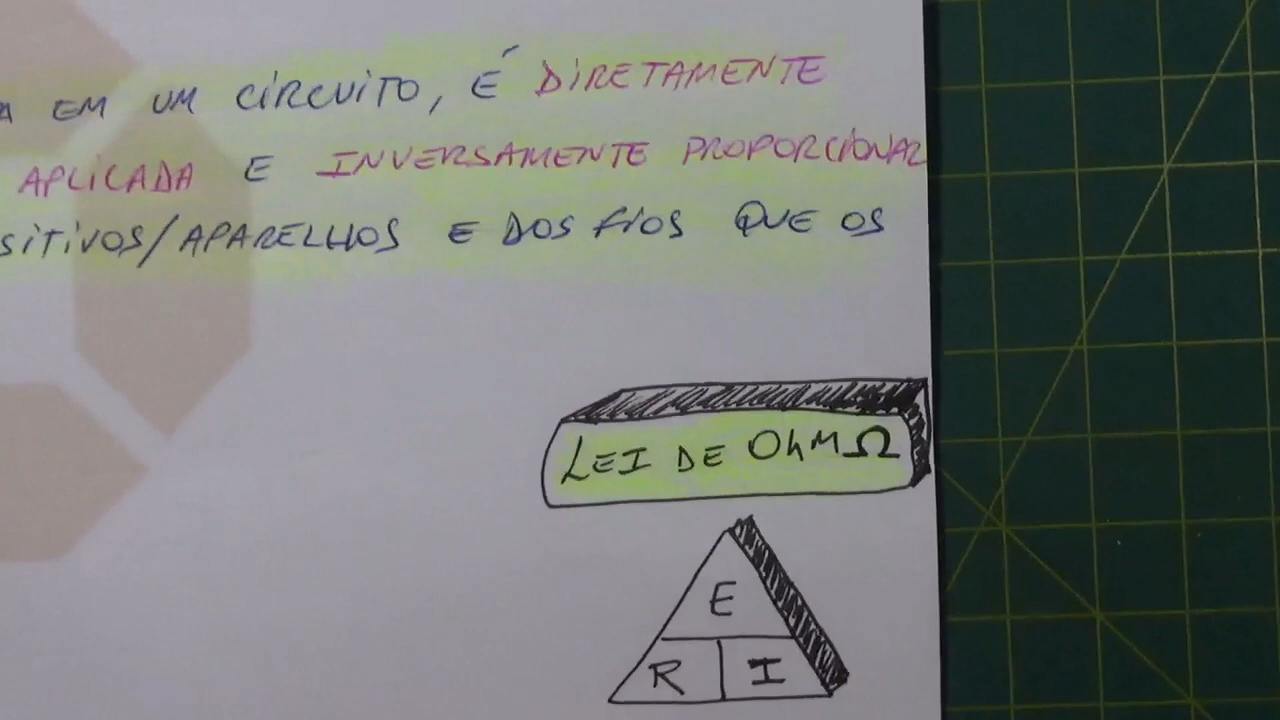 EM UM CIRCUITO, É DIRETAMENTE
APLICADA E INVERSAMENTE PROPORCIONAL
SITIVOS/APARELHOS E DOS FIOS QUE OS
LEI DE OhM Ω
E
R I